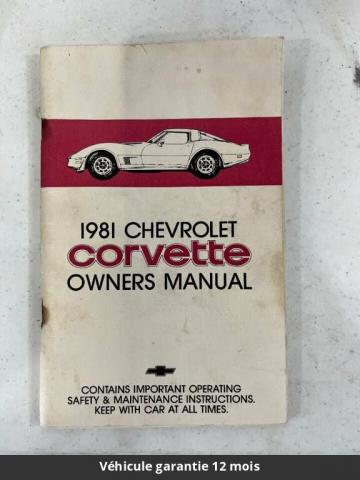 1981 CHEVROLET
corvette
OWNERS MANUAL
CONTAINS IMPORTANT OPERATING
SAFETY & MAINTENANCE INSTRUCTIONS.
KEEP WITH CAR AT ALL TIMES.
Véhicule garantie 12 mois